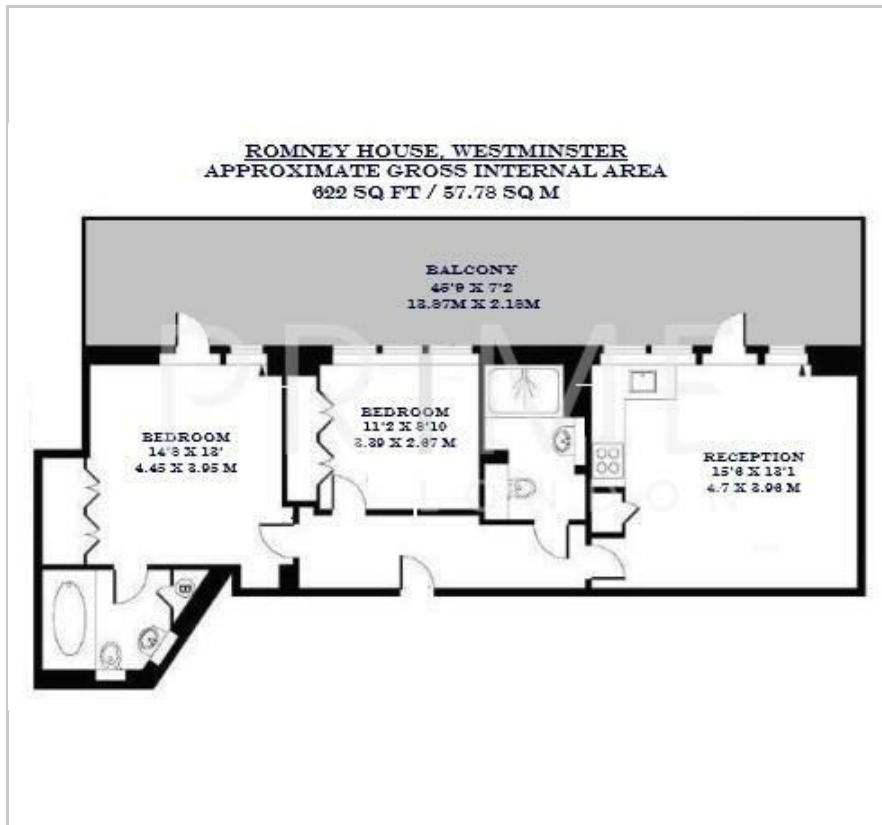 ROMNEY HOUSE, WESTMINSTER
APPROXIMATE GROSS INTERNAL AREA
622 SQ FT / 57.78 SQ M
BALCONY
45'9 X 7'2
13.97M X 2.18M
PRIME
LONDON
BEDROOM
14'8 X 13'
4.45 X 3.95 M
BEDROOM
11'2 X 8'10
3.39 X 2.67 M
RECEPTION
15'6 X 13'1
4.7 X 3.98 M